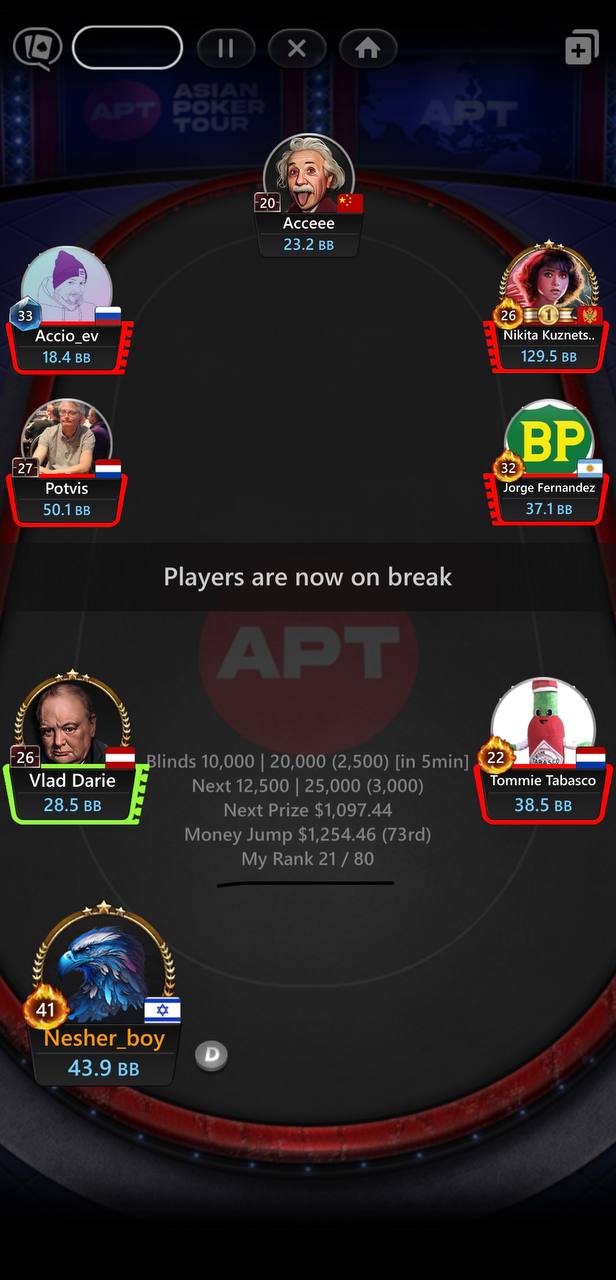 APT
ASIAN
POKER
TOUR
APT
20
Acceee
23.2 BB
33
Accio_ev
18.4 BB
26
1
Nikita Kuznets..
129.5 BB
27
Potvis
50.1 BB
BP
32
Jorge Fernandez
37.1 BB
Players are now on break
APT
26
Vlad Darie
28.5 BB
TABASCO
22
Tommie Tabasco
38.5 BB
Blinds 10,000 | 20,000 (2,500) [in 5min]
Next 12,500 | 25,000 (3,000)
Next Prize $1,097.44
Money Jump $1,254.46 (73rd)
My Rank 21 / 80
41
Nesher_boy
43.9 BB
D